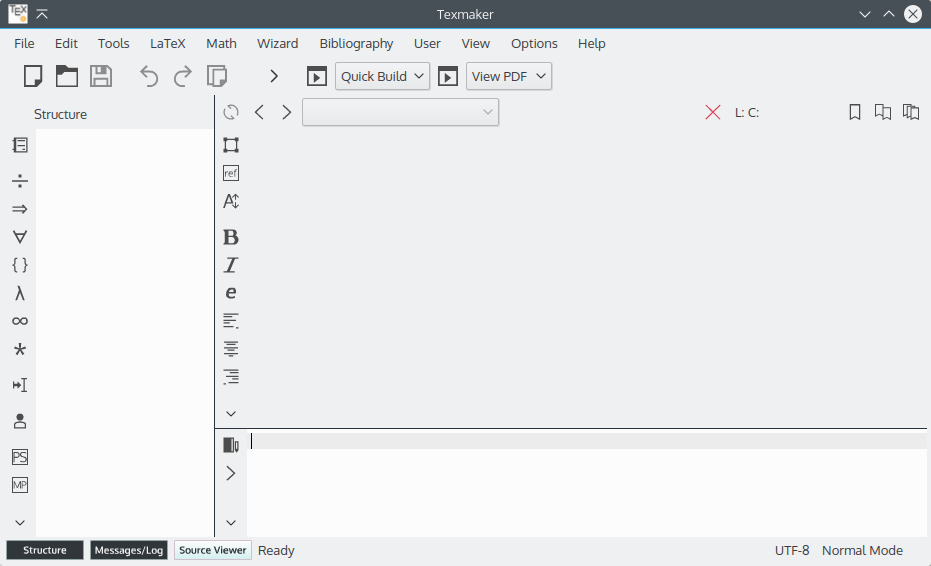 Texmaker
File Edit Tools LaTeX Math Wizard Bibliography User View Options Help
Quick Build View PDF
Structure
L: C:
ref
PS
MP
Structure Messages/Log Source Viewer Ready UTF-8 Normal Mode